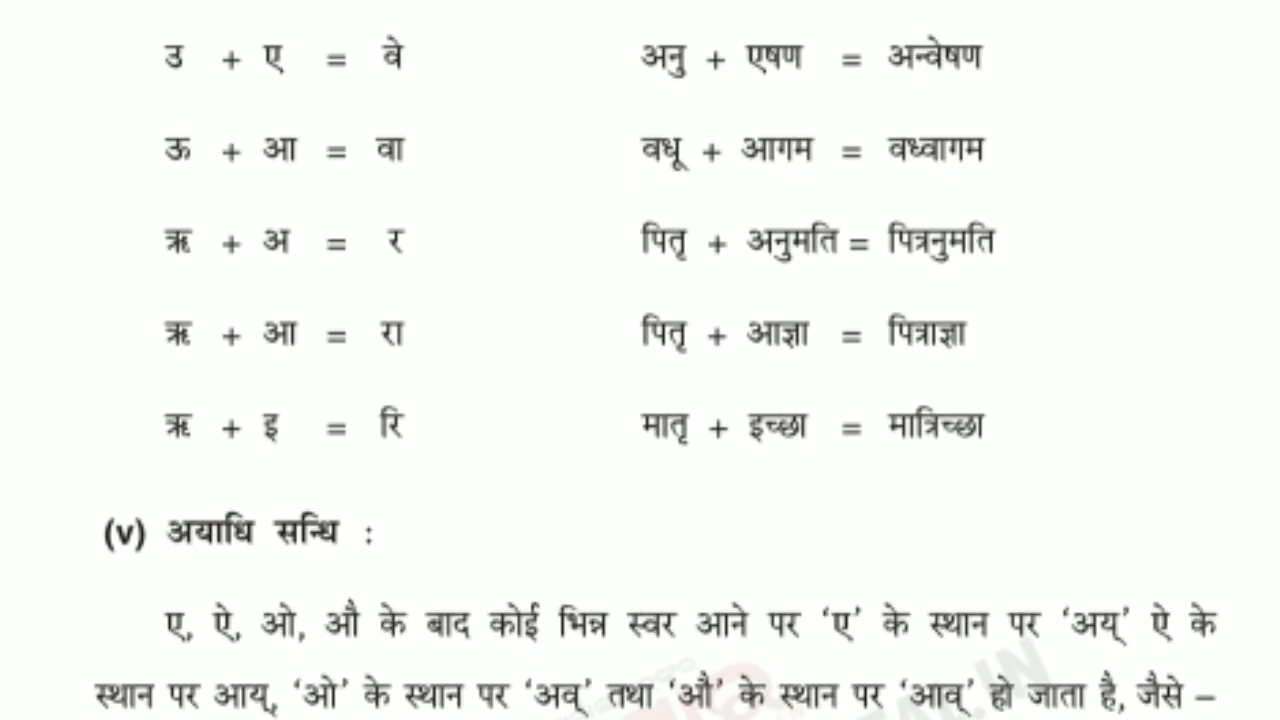 उ + ए = वे अनु + एषण = अन्वेषण
ऊ + आ = वा वधू + आगम = वध्वागम
ऋ + अ = र पितृ + अनुमति = पित्रनुमति
ऋ + आ = रा पितृ + आज्ञा = पित्राज्ञा
ऋ + इ = रि मातृ + इच्छा = मात्रिच्छा
(v) अयाधि सन्धि :
ए, ऐ, ओ, औ के बाद कोई भिन्न स्वर आने पर ‘ए’ के स्थान पर ‘अय्’ ऐ के
स्थान पर आय्, ‘ओ’ के स्थान पर ‘अव्’ तथा ‘औ’ के स्थान पर ‘आव्’ हो जाता है, जैसे –